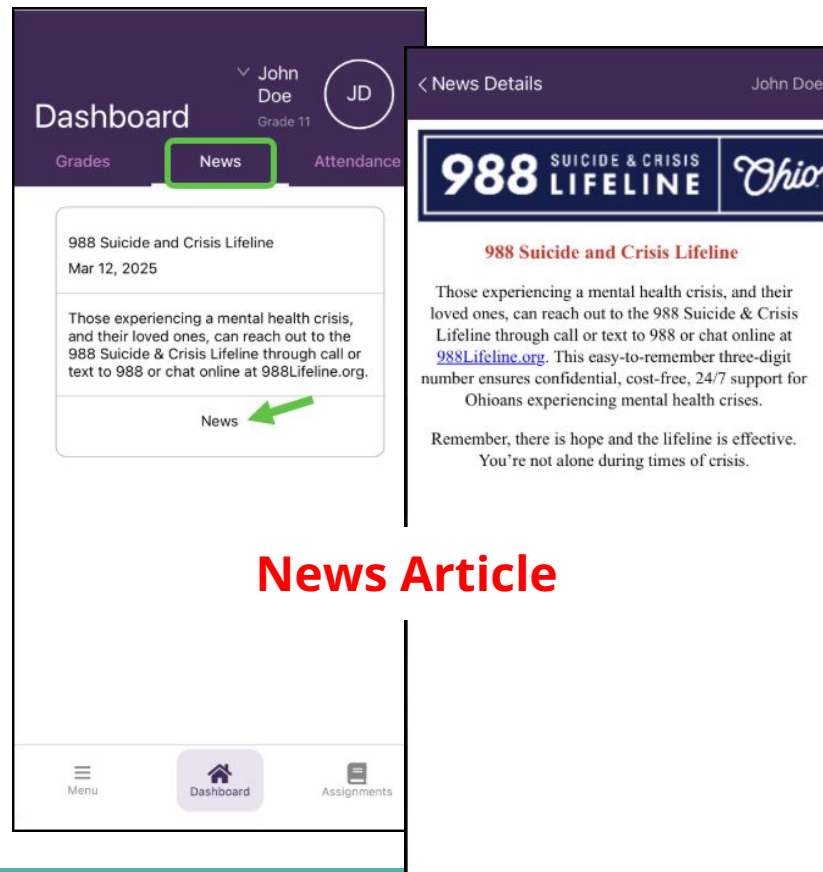 John
Doe
Grade 11
JD
Dashboard
Grades
News
Attendance
988 Suicide and Crisis Lifeline
Mar 12, 2025
Those experiencing a mental health crisis,
and their loved ones, can reach out to the
988 Suicide & Crisis Lifeline through call or
text to 988 or chat online at 988Lifeline.org.
News
Menu
Dashboard
Assignments
< News Details
John Doe
988 SUICIDE & CRISIS
LIFELINE
Ohio
988 Suicide and Crisis Lifeline
Those experiencing a mental health crisis, and their
loved ones, can reach out to the 988 Suicide & Crisis
Lifeline through call or text to 988 or chat online at
988Lifeline.org. This easy-to-remember three-digit
number ensures confidential, cost-free, 24/7 support for
Ohioans experiencing mental health crises.
Remember, there is hope and the lifeline is effective.
You’re not alone during times of crisis.
News Article